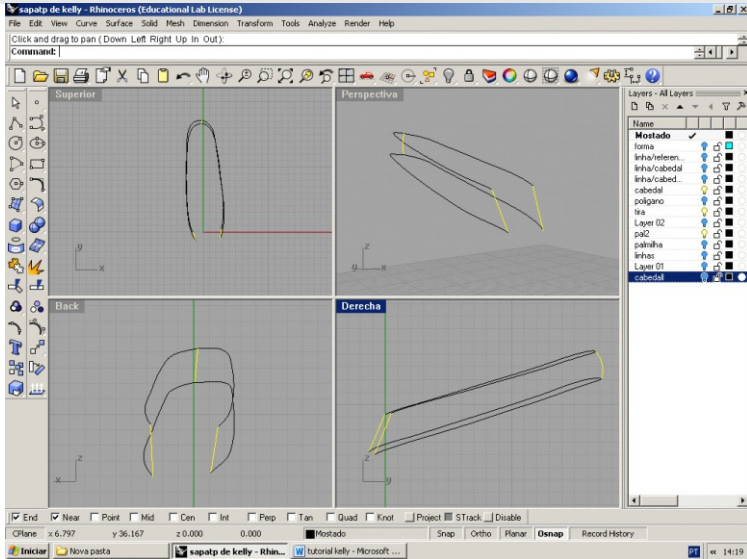 sapatp de kelly - Rhinoceros (Educational Lab License)
File Edit View Curve Surface Solid Mesh Dimension Transform Tools Analyze Render Help
Click and drag to pan ( Down Left Right Up In Out):
Command:
Superior
Perspectiva
Back
Derecha
y
x
z
y
x
x
z
z
y
Layers - All Layers
Name
Mostado
forma
linha/referen...
linha/cabedal
linha/cabed...
cabedal
poligano
tira
Layer 02
pal2
palmilha
linhas
Layer 01
cabedall
End Near Point Mid Cen Int Perp Tan Quad Knot Project STrack Disable
CPlane x 6.797 y 36.167 z 0.000 0.000 Mostado Snap Ortho Planar Osnap Record History
Iniciar Nova pasta sapatp de kelly - Rhin... tutorial kelly - Microsoft ... PT « 14:19